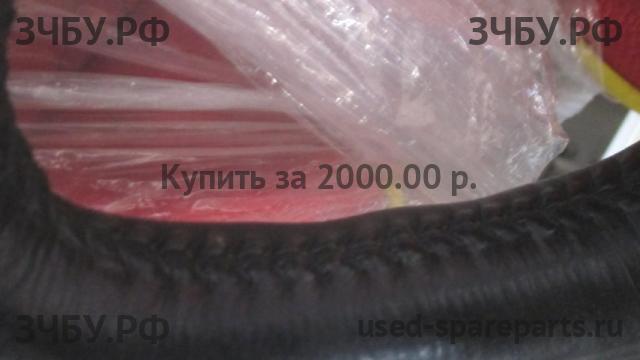 ЗЧБУ.РФ ЗЧБУ.РФ
Купить за 2000.00 р.
ЗЧБУ.РФ used-spareparts.ru